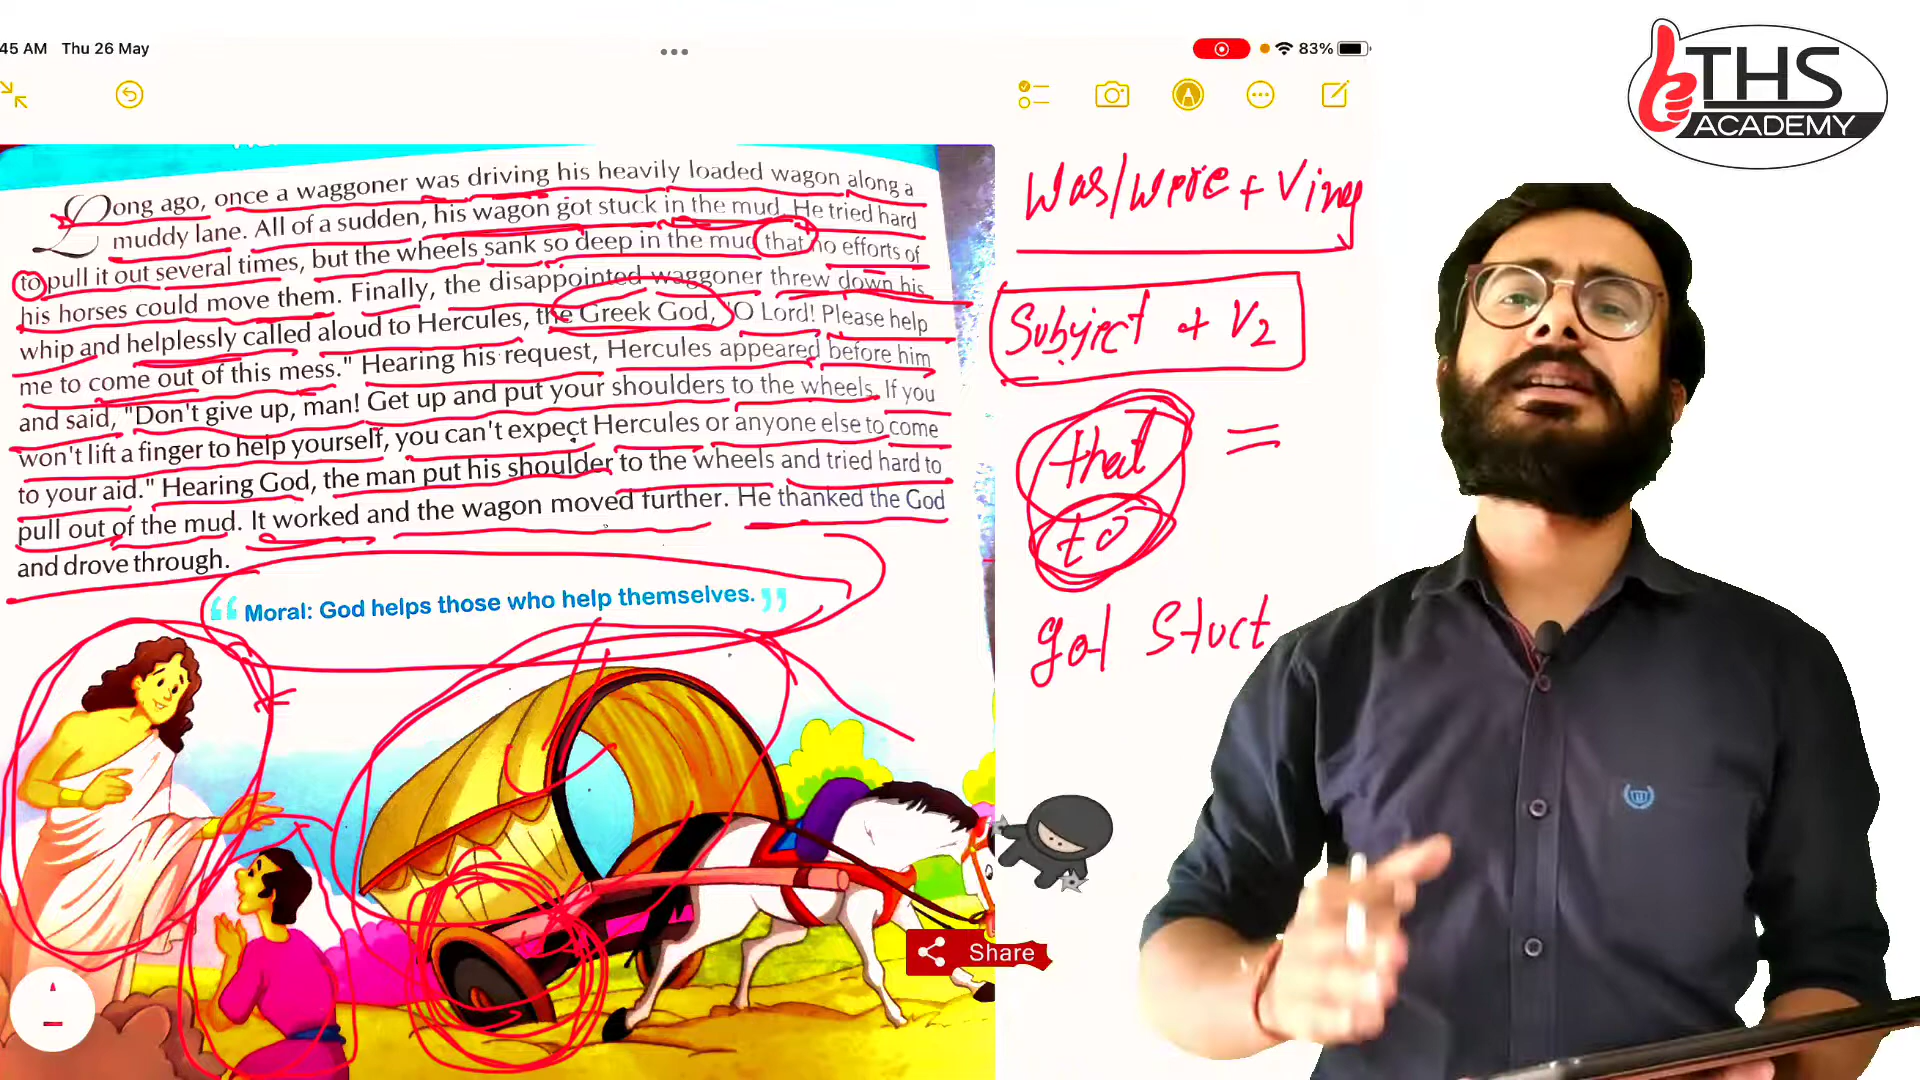 45 AM Thu 26 May
83%
THS
ACADEMY
Long ago, once a waggoner was driving his heavily loaded wagon along a
muddy lane. All of a sudden, his wagon got stuck in the mud. He tried hard
to pull it out several times, but the wheels sank so deep in the mud that no efforts of
his horses could move them. Finally, the disappointed waggoner threw down his
whip and helplessly called aloud to Hercules, the Greek God, "O Lord! Please help
me to come out of this mess." Hearing his request, Hercules appeared before him
and said, "Don't give up, man! Get up and put your shoulders to the wheels. If you
won't lift a finger to help yourself, you can't expect Hercules or anyone else to come
to your aid." Hearing God, the man put his shoulder to the wheels and tried hard to
pull out of the mud. It worked and the wagon moved further. He thanked the God
and drove through.
"Moral: God helps those who help themselves."
Was/were + Ving
Subject + V2
that =
to
got stuct
Share